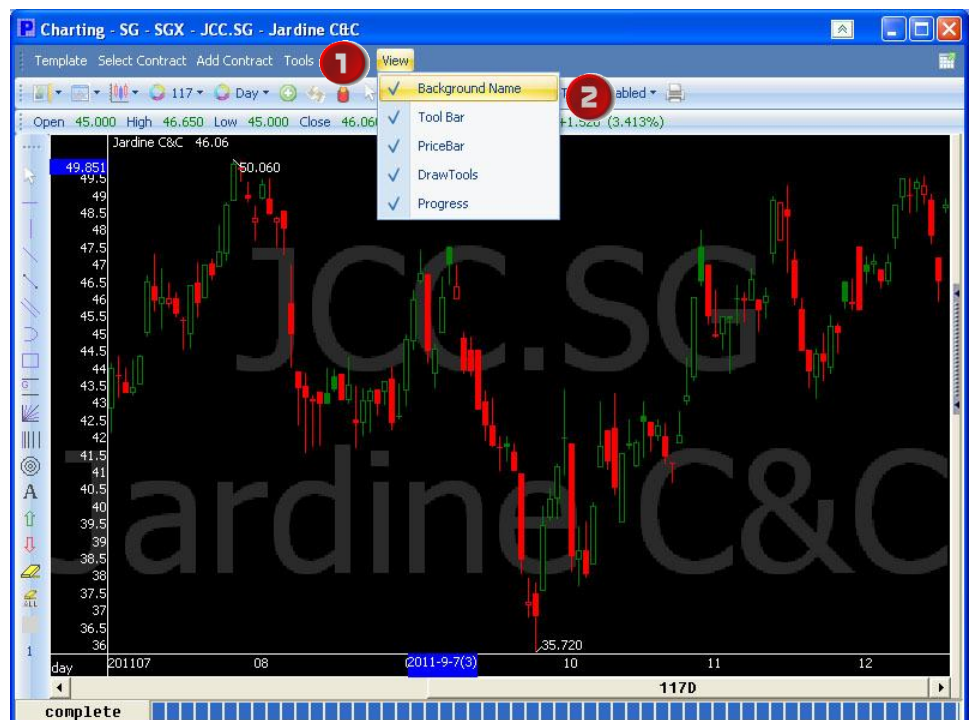 Charting - SG - SGX - JCC.SG - Jardine C&C
Template Select Contract Add Contract Tools 1 View
117 Day 2 abled
Background Name
Tool Bar
PriceBar
DrawTools
Progress
Open 45.000 High 46.650 Low 45.000 Close 46.060 +1.520 (3.413%)
Jardine C&C 46.06
50.060
49.851
49.5
49
48.5
48
47.5
47
46.5
46
45.5
45
44.5
44
43.5
43
42.5
42
41.5
41
40.5
40
39.5
39
38.5
38
37.5
37
36.5
36
JCC.SG
Jardine C&C
G
A
ALL
1
35.720
day 201107 08 2011-9-7(3) 10 11 12
117D
complete